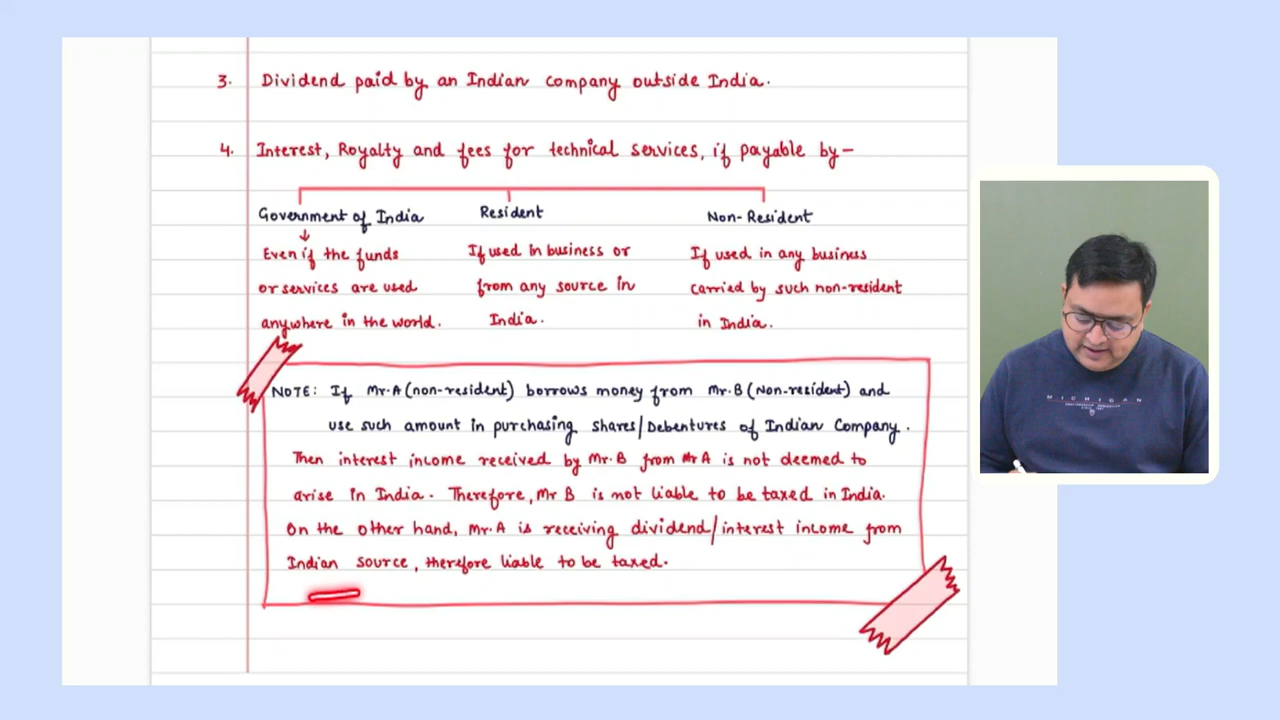 3. Dividend paid by an Indian company outside India.
4. Interest, Royalty and fees for technical services, if payable by-
Government of India
Even if the funds
or services are used
anywhere in the world.
Resident
If used in business or
from any source in
India.
Non-Resident
If used in any business
carried by such non-resident
in India.
NOTE: If Mr.A (non-resident) borrows money from Mr.B (Non-resident) and
use such amount in purchasing shares/Debentures of Indian Company.
Then interest income received by Mr.B from Mr A is not deemed to
arise in India. Therefore, Mr B is not liable to be taxed in India.
On the other hand, Mr.A is receiving dividend/interest income from
Indian source, therefore liable to be taxed.
MICHIGAN